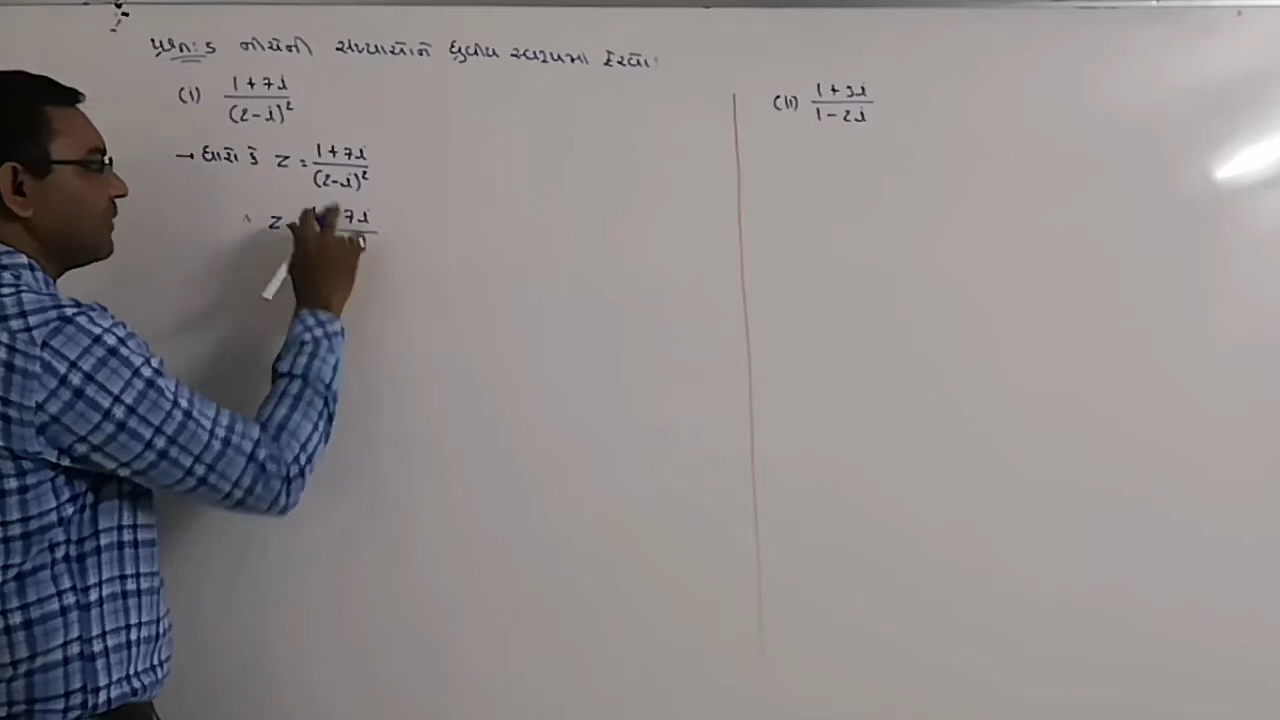 પ્રશ્ન: 5 નીચેની સંખ્યાઓને ધ્રુવીય સ્વરૂપમાં દર્શાવો:
(i) (1 + 7i)/(2-i)²
→ ધારો કે z = (1 + 7i)/(2-i)²
∴ z 7i
(ii) (1 + 3i)/(1 - 2i)